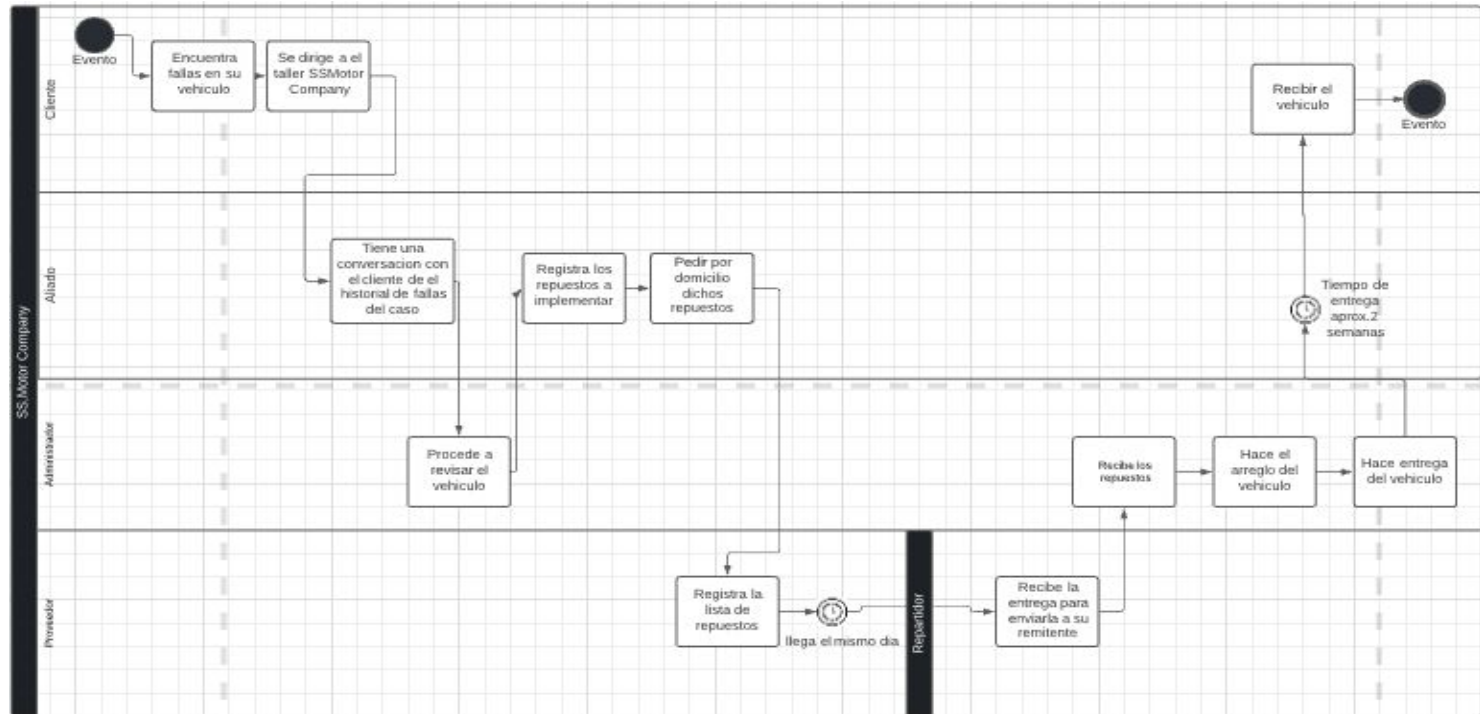 SS.Motor Company
Cliente
Evento
Encuentra
fallas en su
vehiculo
Se dirige a el
taller SSMotor
Company
Recibir el
vehiculo
Evento
Aliado
Tiene una
conversacion con
el cliente de el
historial de fallas
del caso
Registra los
repuestos a
implementar
Pedir por
domicilio
dichos
repuestos
Tiempo de
entrega
aprox.2
semanas
Administrador
Procede a
revisar el
vehiculo
Recibe los
repuestos
Hace el
arreglo del
vehiculo
Hace entrega
del vehiculo
Proveedor
Registra la
lista de
repuestos
llega el mismo dia
Repartidor
Recibe la
entrega para
enviarla a su
remitente